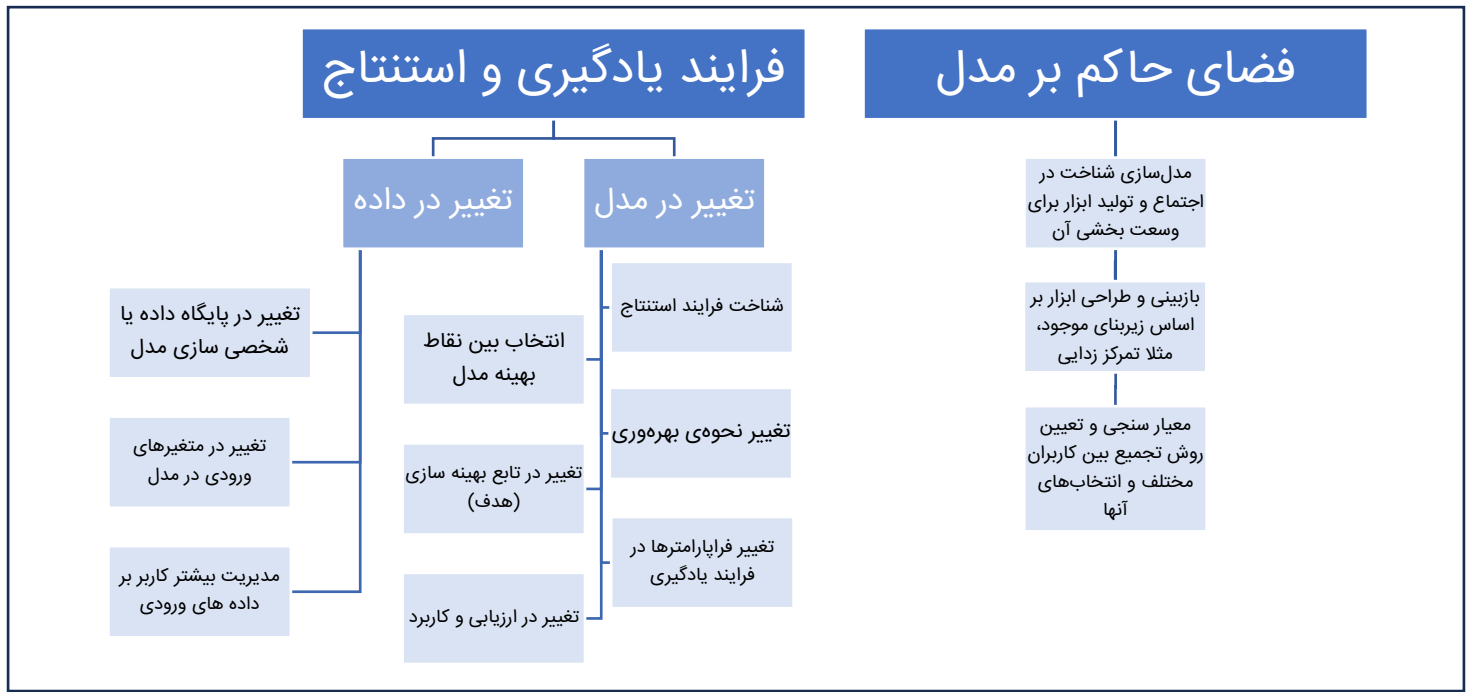 فضای حاکم بر مدل
مدل‌سازی شناخت در
اجتماع و تولید ابزار برای
وسعت بخشی آن
بازبینی و طراحی ابزار بر
اساس زیربنای موجود،
مثلا تمرکز زدایی
معیار سنجی و تعیین
روش تجمیع بین کاربران
مختلف و انتخاب‌های
آنها
فرایند یادگیری و استنتاج
تغییر در مدل
شناخت فرایند استنتاج
انتخاب بین نقاط
بهینه مدل
تغییر نحوه‌ی بهره‌وری
تغییر در تابع بهینه سازی
(هدف)
تغییر فراپارامترها در
فرایند یادگیری
تغییر در ارزیابی و کاربرد
تغییر در داده
تغییر در پایگاه داده یا
شخصی سازی مدل
تغییر در متغیرهای
ورودی در مدل
مدیریت بیشتر کاربر بر
داده های ورودی